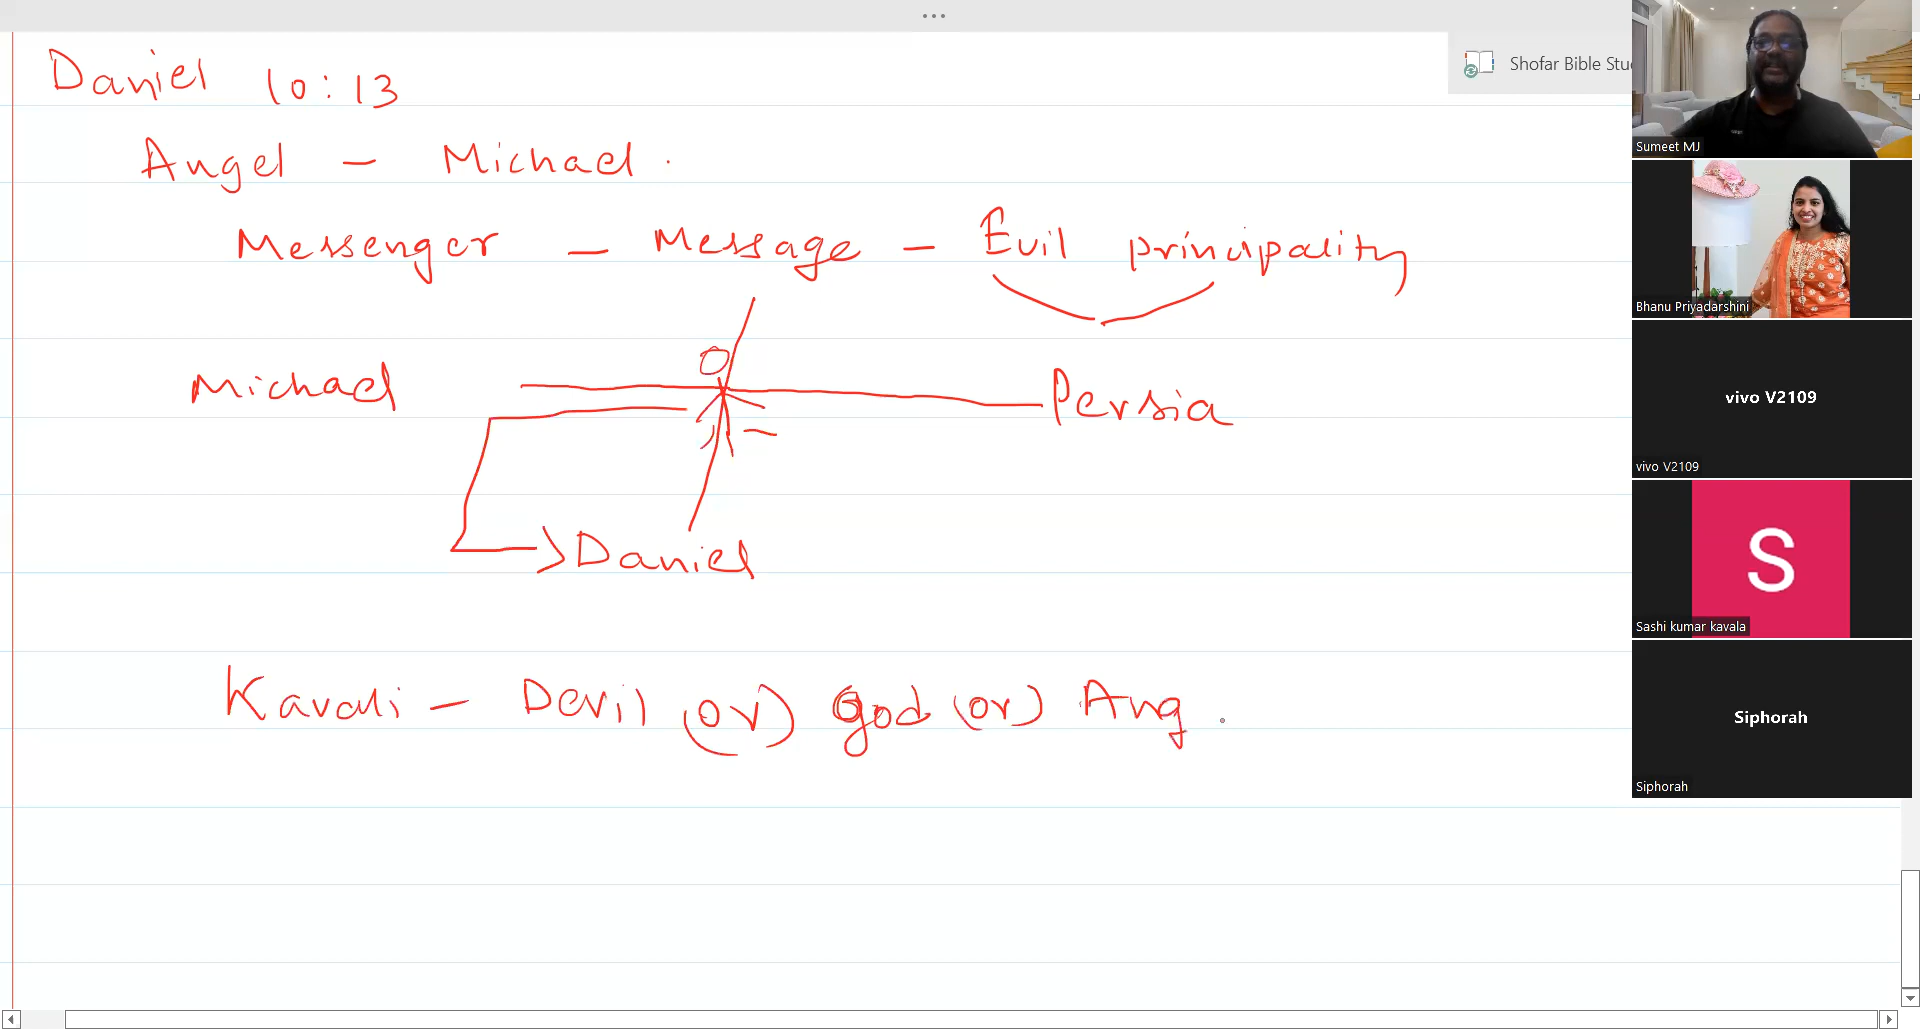 Daniel 10:13
Shofar Bible Stu
Angel - Michael.
Messenger - Message - Evil principality
Michael
Persia
Daniel
Kavali - Devil (or) god (or) Ang
Sumeet MJ
Bhanu Priyadarshini
vivo V2109
vivo V2109
S
Sashi kumar kavala
Siphorah
Siphorah